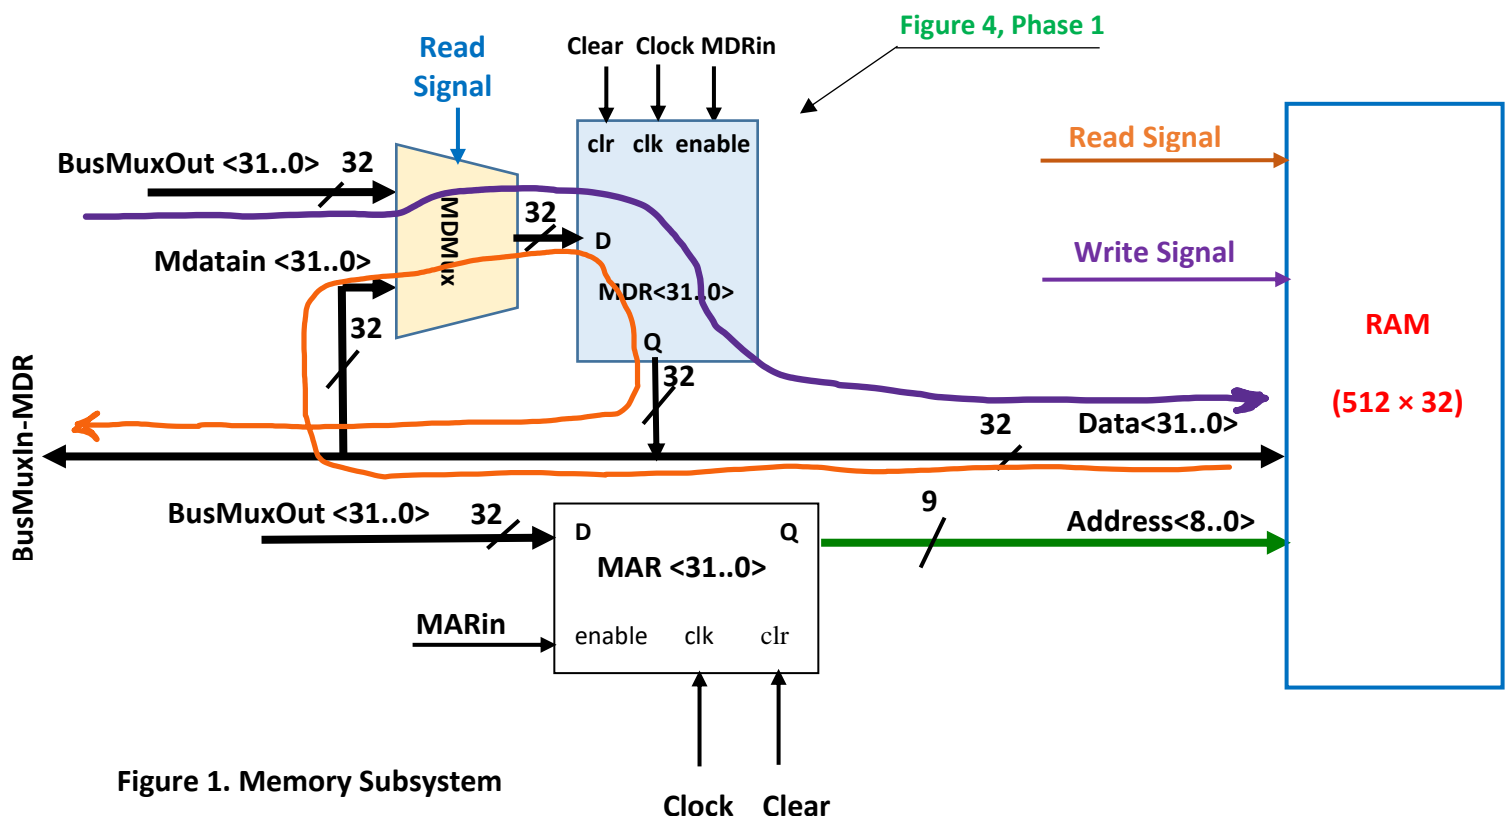 Figure 4, Phase 1
Read
Signal
Clear Clock MDRin
clr clk enable
BusMuxOut <31..0> 32
MDMux
32
D
Mdatain <31..0>
32
MDR<31..0>
Q
32
Read Signal
Write Signal
RAM
(512 × 32)
BusMuxIn-MDR
32
Data<31..0>
BusMuxOut <31..0> 32
D Q
MAR <31..0>
9
Address<8..0>
MARin
enable clk clr
Clock Clear
Figure 1. Memory Subsystem